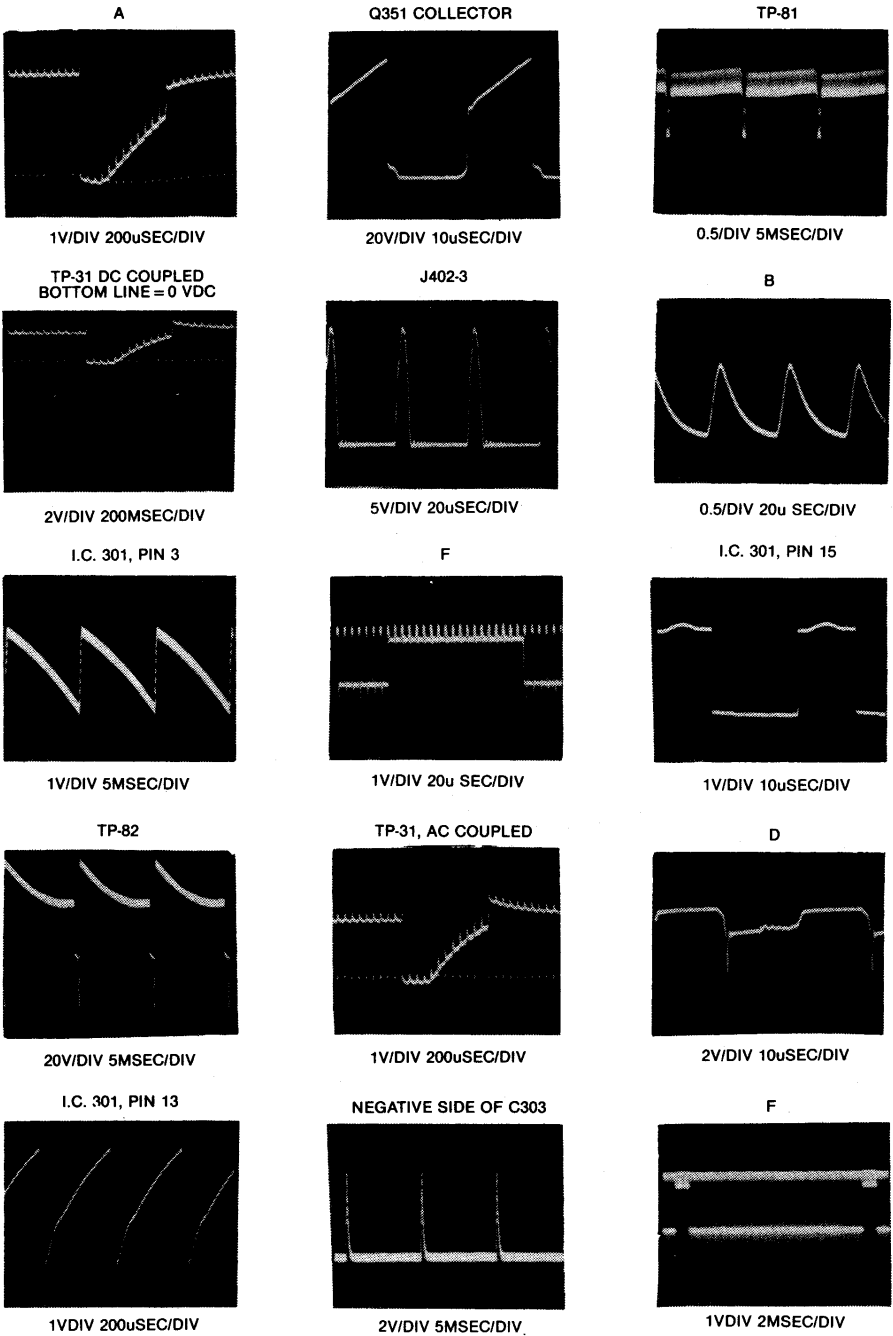 A
1V/DIV 200uSEC/DIV
Q351 COLLECTOR
20V/DIV 10uSEC/DIV
TP-81
0.5/DIV 5MSEC/DIV
TP-31 DC COUPLED
BOTTOM LINE = 0 VDC
2V/DIV 200MSEC/DIV
J402-3
5V/DIV 20uSEC/DIV
B
0.5/DIV 20u SEC/DIV
I.C. 301, PIN 3
1V/DIV 5MSEC/DIV
F
1V/DIV 20u SEC/DIV
I.C. 301, PIN 15
1V/DIV 10uSEC/DIV
TP-82
20V/DIV 5MSEC/DIV
TP-31, AC COUPLED
1V/DIV 200uSEC/DIV
D
2V/DIV 10uSEC/DIV
I.C. 301, PIN 13
1VDIV 200uSEC/DIV
NEGATIVE SIDE OF C303
2V/DIV 5MSEC/DIV.
F
1VDIV 2MSEC/DIV